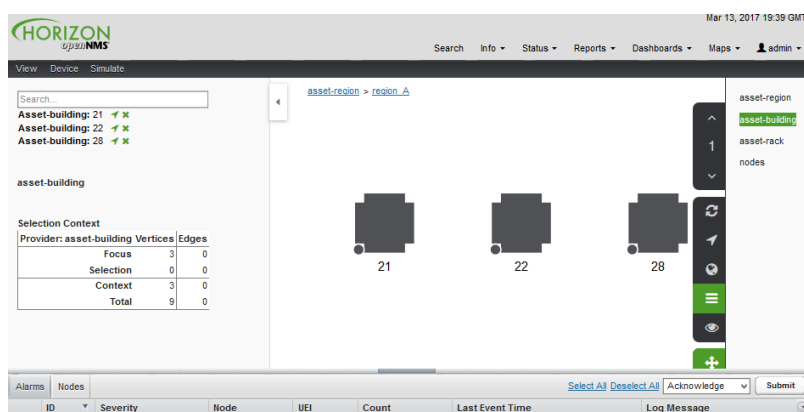 Mar 13, 2017 19:39 GMT
HORIZON
openNMS
Search Info Status Reports Dashboards Maps admin
View Device Simulate
Search...
Asset-building: 21
Asset-building: 22
Asset-building: 28
asset-building
Selection Context
Provider: asset-building Vertices Edges
Focus 3 0
Selection 0 0
Context 3 0
Total 9 0
asset-region > region_A
21 22 28
1
asset-region
asset-building
asset-rack
nodes
Alarms Nodes Select All Deselect All Acknowledge Submit
ID Severity Node UEI Count Last Event Time Log Message